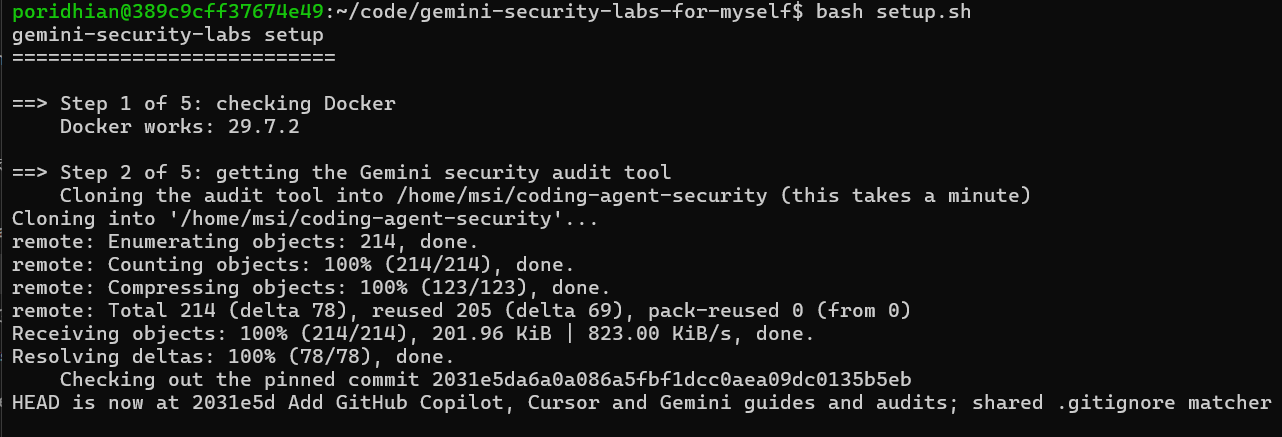 poridhian@389c9cff37674e49:~/code/gemini-security-labs-for-myself$ bash setup.sh
gemini-security-labs setup
===========================
==> Step 1 of 5: checking Docker
    Docker works: 29.7.2
==> Step 2 of 5: getting the Gemini security audit tool
    Cloning the audit tool into /home/msi/coding-agent-security (this takes a minute)
Cloning into '/home/msi/coding-agent-security'...
remote: Enumerating objects: 214, done.
remote: Counting objects: 100% (214/214), done.
remote: Compressing objects: 100% (123/123), done.
remote: Total 214 (delta 78), reused 205 (delta 69), pack-reused 0 (from 0)
Receiving objects: 100% (214/214), 201.96 KiB | 823.00 KiB/s, done.
Resolving deltas: 100% (78/78), done.
    Checking out the pinned commit 2031e5da6a0a086a5fbf1dcc0aea09dc0135b5eb
HEAD is now at 2031e5d Add GitHub Copilot, Cursor and Gemini guides and audits; shared .gitignore matcher